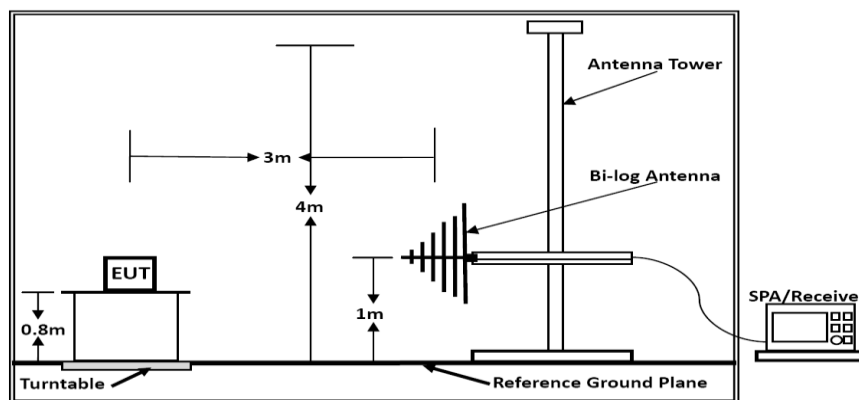 Antenna Tower
3m
Bi-log Antenna
4m
EUT
SPA/Receive
0.8m
1m
Turntable
Reference Ground Plane